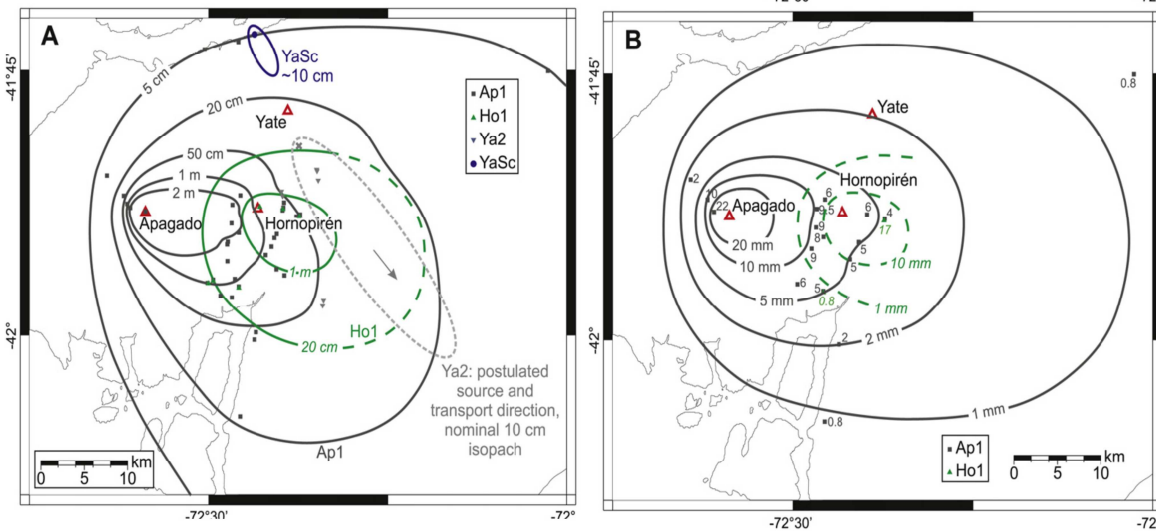 A
YaSc
~10 cm
5 cm
20 cm
Yate
50 cm
1 m
2 m
Apagado
Hornopirén
1 m
Ho1
20 cm
Ya2: postulated
source and
transport direction,
nominal 10 cm
isopach
Ap1
Ap1
Ho1
Ya2
YaSc
-41°45'
-42°
km
0 5 10
-72°30'
-72°
B
0.8
Yate
2
Hornopirén
10
22
Apagado
6
9.5
9
8
9
6
4
17
5
5
20 mm
10 mm
10 mm
6
5
0.8
5 mm
1 mm
2
2 mm
1 mm
0.8
Ap1
Ho1
km
0 5 10
-41°45'
-42°
-72°30'